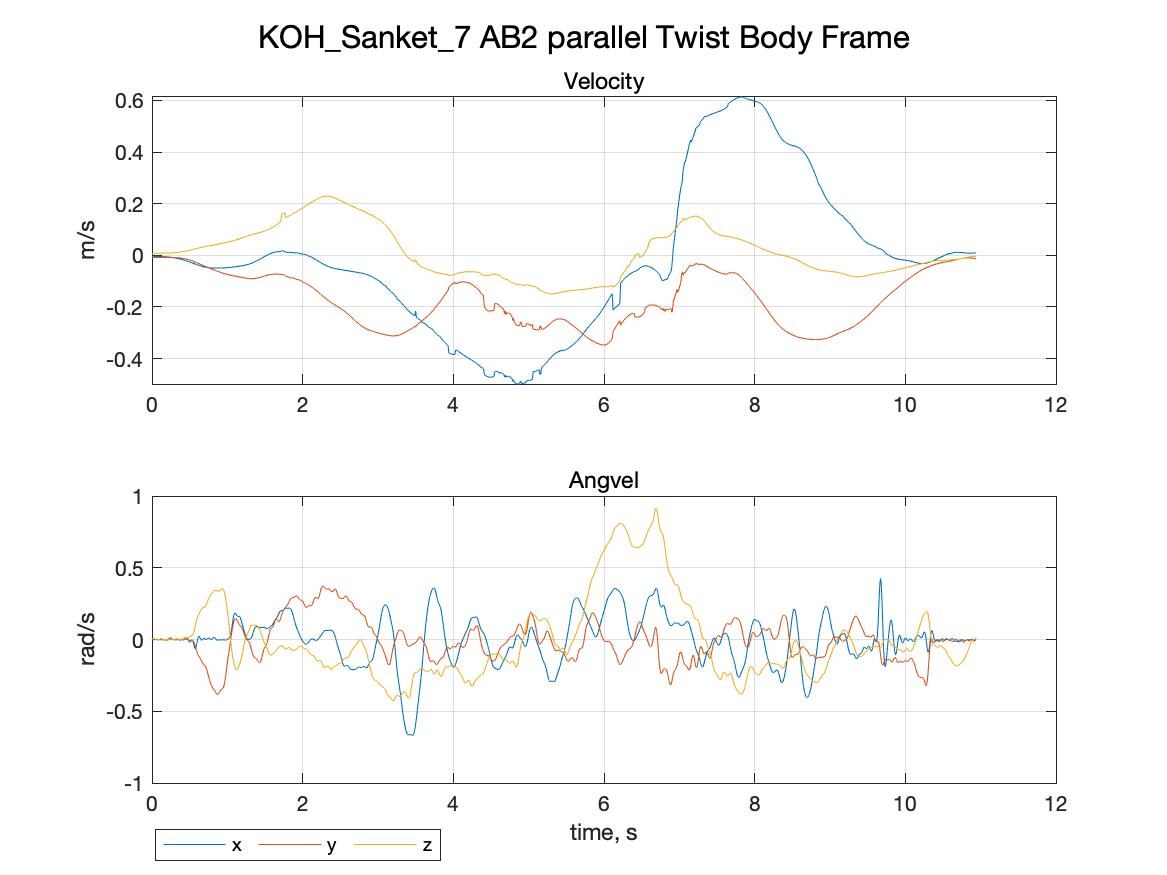 KOH_Sanket_7 AB2 parallel Twist Body Frame
Velocity
0.6
0.4
0.2
0
-0.2
-0.4
m/s
0 2 4 6 8 10 12
Angvel
1
0.5
0
-0.5
-1
rad/s
0 2 4 6 8 10 12
time, s
x y z